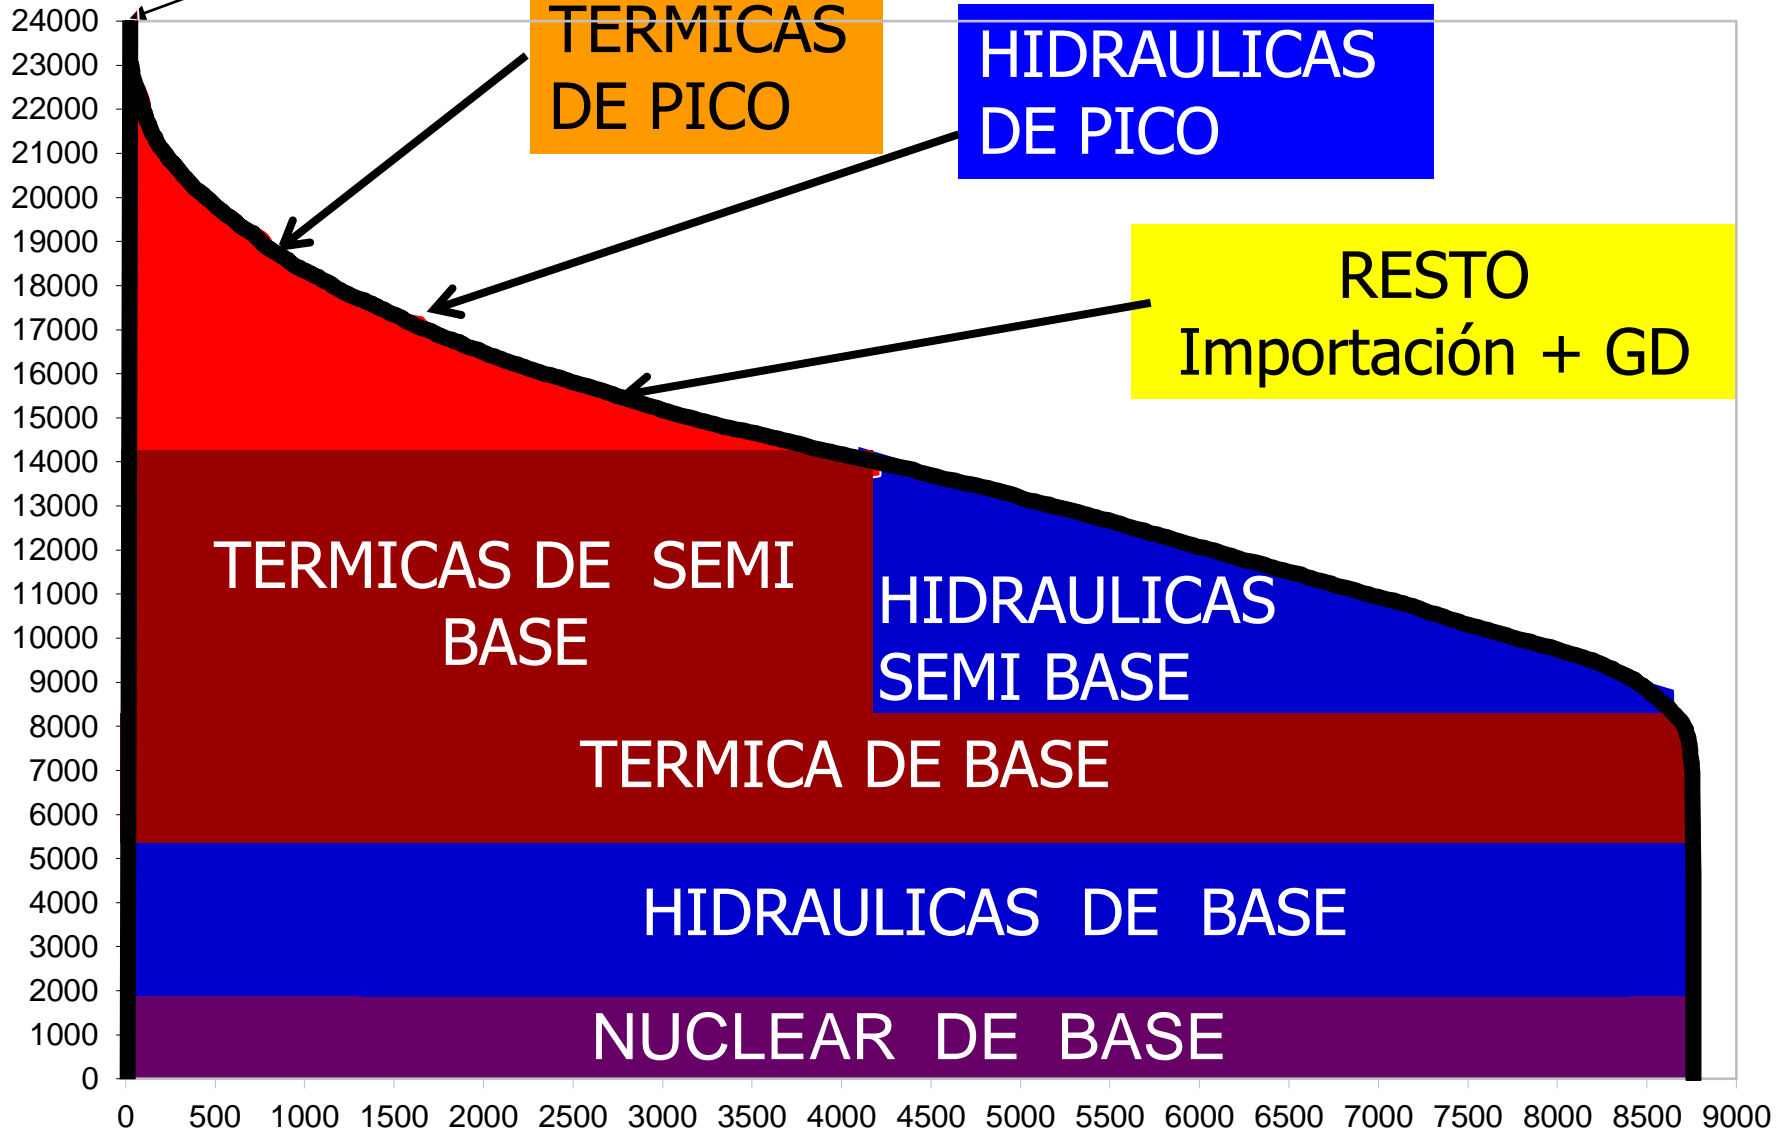 24000
23000
22000
21000
20000
19000
18000
17000
16000
15000
14000
13000
12000
11000
10000
9000
8000
7000
6000
5000
4000
3000
2000
1000
0
TERMICAS
DE PICO
HIDRAULICAS
DE PICO
RESTO
Importación + GD
TERMICAS DE SEMI
BASE
HIDRAULICAS
SEMI BASE
TERMICA DE BASE
HIDRAULICAS DE BASE
NUCLEAR DE BASE
0 500 1000 1500 2000 2500 3000 3500 4000 4500 5000 5500 6000 6500 7000 7500 8000 8500 9000